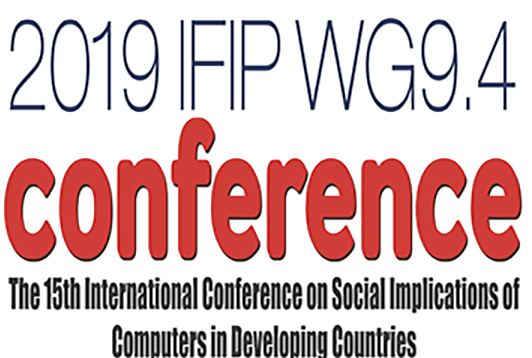 2019 IFIP WG9.4
conference
The 15th International Conference on Social Implications of
Computers in Developing Countries